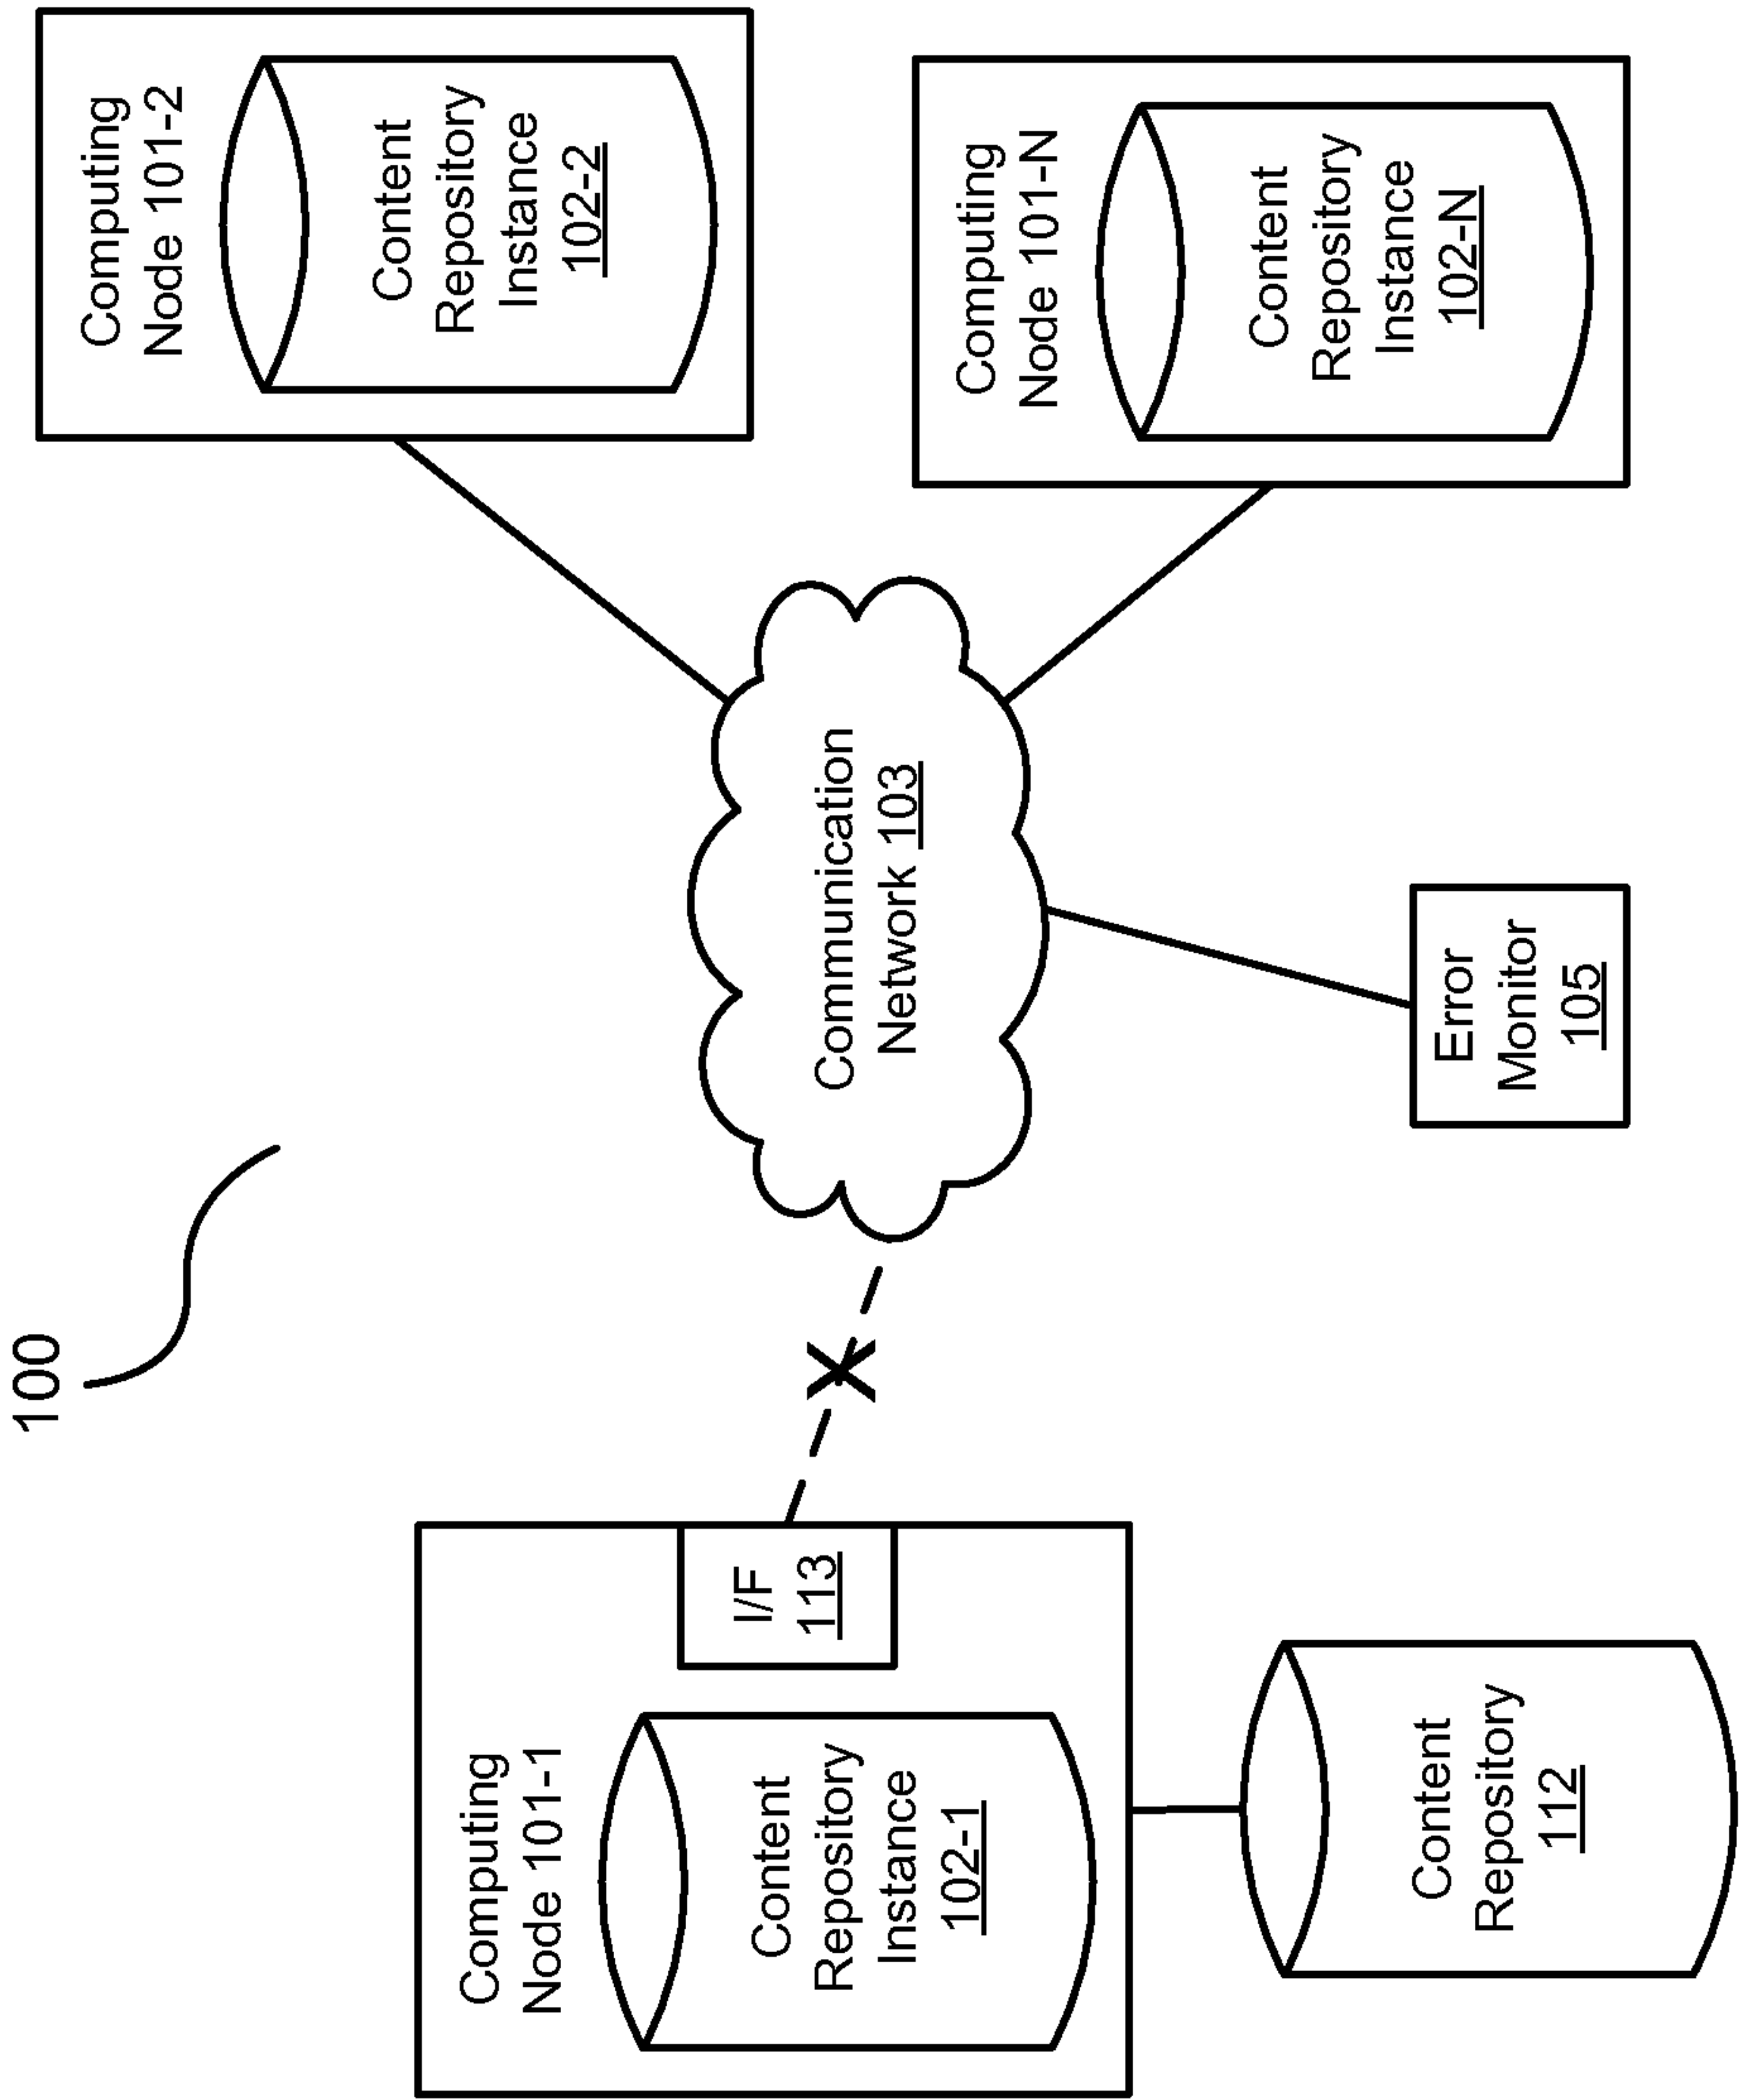 100
Computing
Node 101-1
Content
Repository
Instance
102-1
I/F
113
Content
Repository
112
Communication
Network 103
Error
Monitor
105
Computing
Node 101-2
Content
Repository
Instance
102-2
Computing
Node 101-N
Content
Repository
Instance
102-N